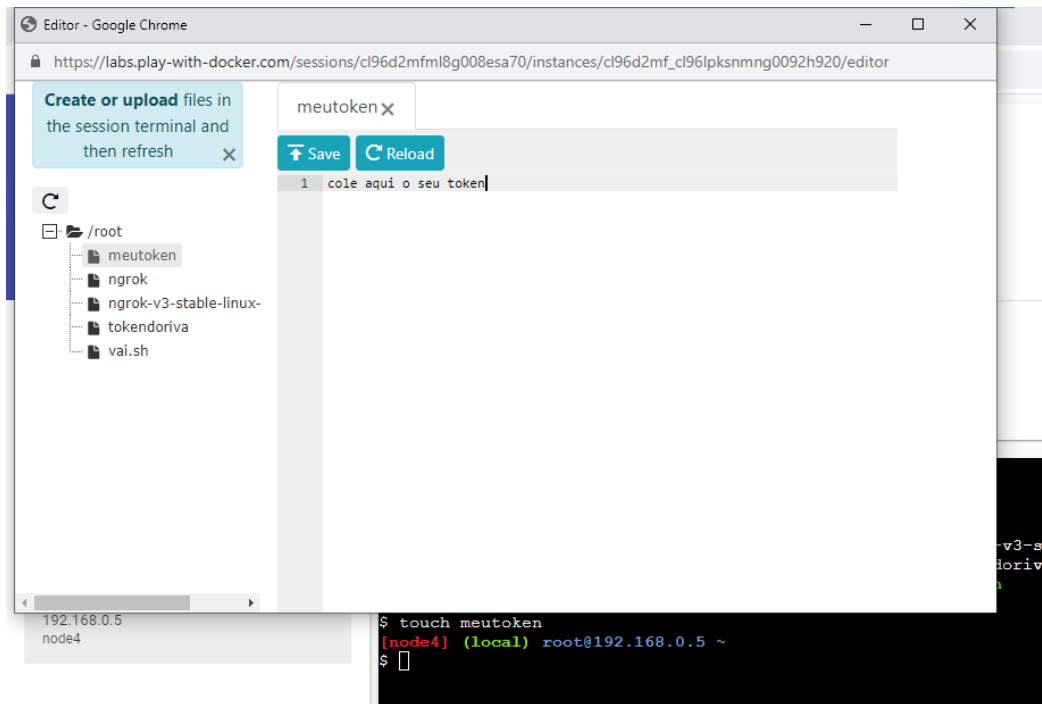 Editor - Google Chrome
https://labs.play-with-docker.com/sessions/cl96d2mfml8g008esa70/instances/cl96d2mf_cl96lpksnmng0092h920/editor
Create or upload files in
the session terminal and
then refresh
meutoken
Save Reload
1 cole aqui o seu token
/root
meutoken
ngrok
ngrok-v3-stable-linux-
tokendoriva
vai.sh
-v3-s
doriv
192.168.0.5
node4
$ touch meutoken
[node4] (local) root@192.168.0.5 ~
$